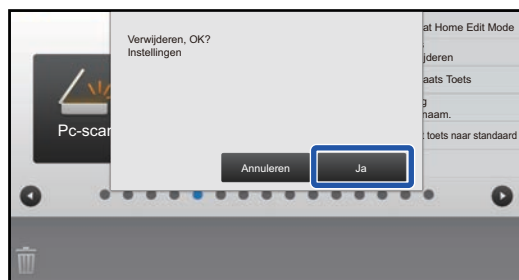 Verwijderen, OK?
Instellingen
Pc-scan
Annuleren
Ja
at Home Edit Mode
jderen
aats Toets
g
naam.
toets naar standaard